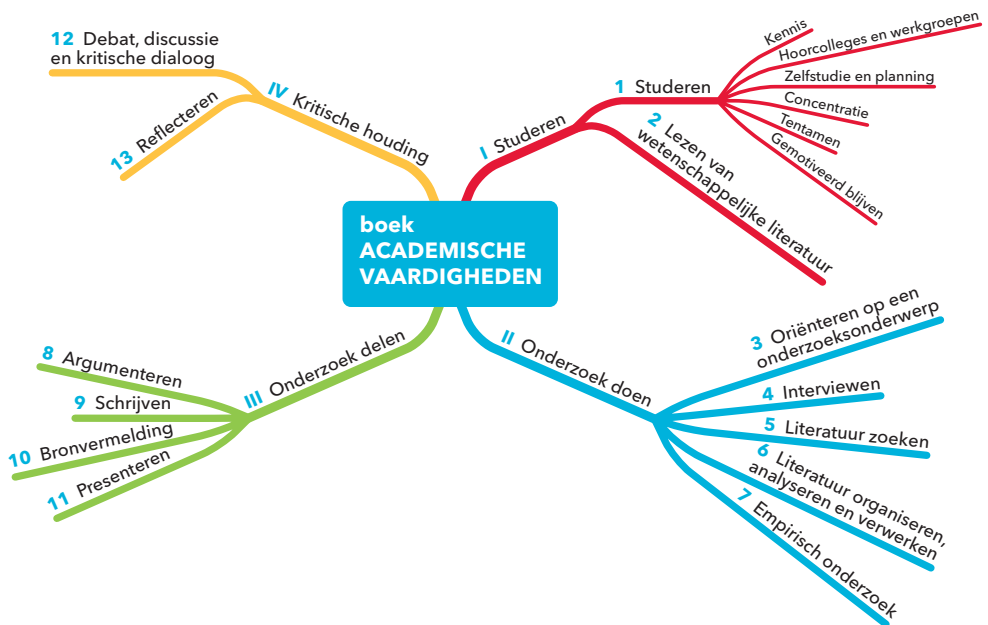 boek
ACADEMISCHE
VAARDIGHEDEN
I Studeren
1 Studeren
Kennis
Hoorcolleges en werkgroepen
Zelfstudie en planning
Concentratie
Tentamen
Gemotiveerd blijven
2 Lezen van
wetenschappelijke literatuur
II Onderzoek doen
3 Oriënteren op een
onderzoeksonderwerp
4 Interviewen
5 Literatuur zoeken
6 Literatuur organiseren,
analyseren en verwerken
7 Empirisch onderzoek
III Onderzoek delen
8 Argumenteren
9 Schrijven
10 Bronvermelding
11 Presenteren
IV Kritische houding
12 Debat, discussie
en kritische dialoog
13 Reflecteren